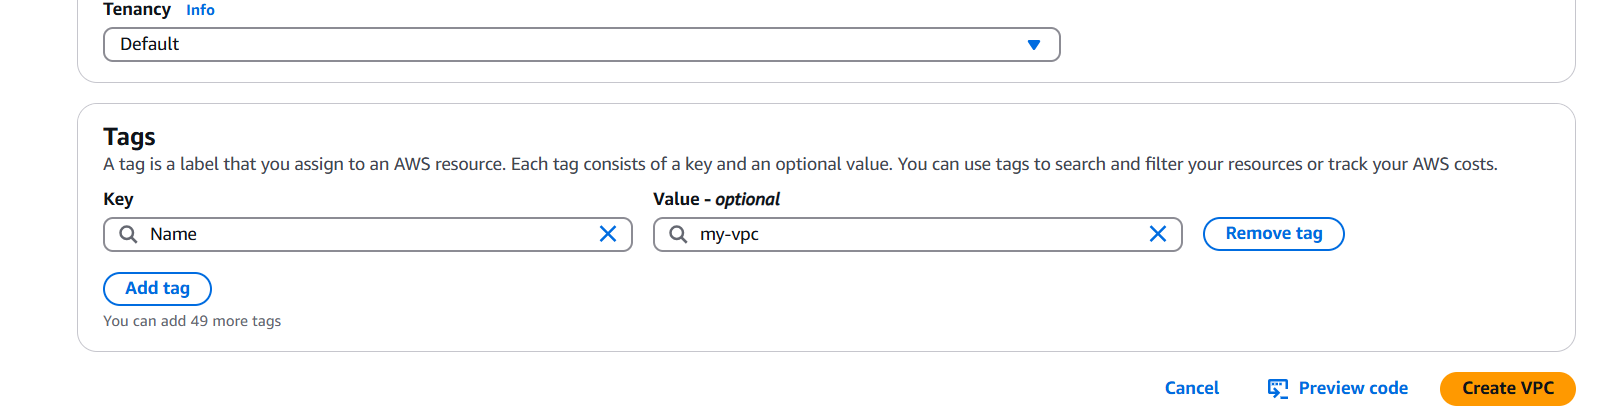 Tenancy Info
Default
Tags
A tag is a label that you assign to an AWS resource. Each tag consists of a key and an optional value. You can use tags to search and filter your resources or track your AWS costs.
Key Value - optional
Name my-vpc Remove tag
Add tag
You can add 49 more tags
Cancel Preview code Create VPC